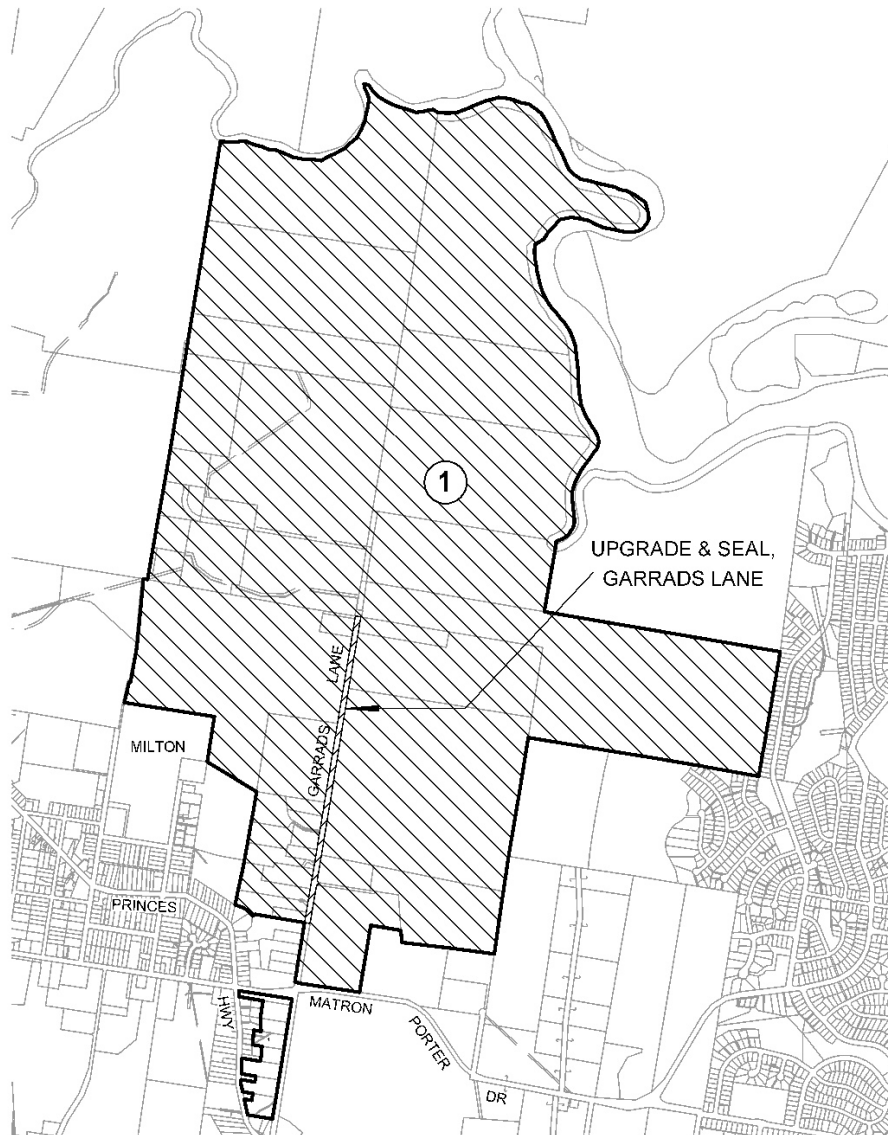 1
UPGRADE & SEAL,
GARRADS LANE
GARRADS LANE
MILTON
PRINCES
HWY
MATRON
PORTER
DR